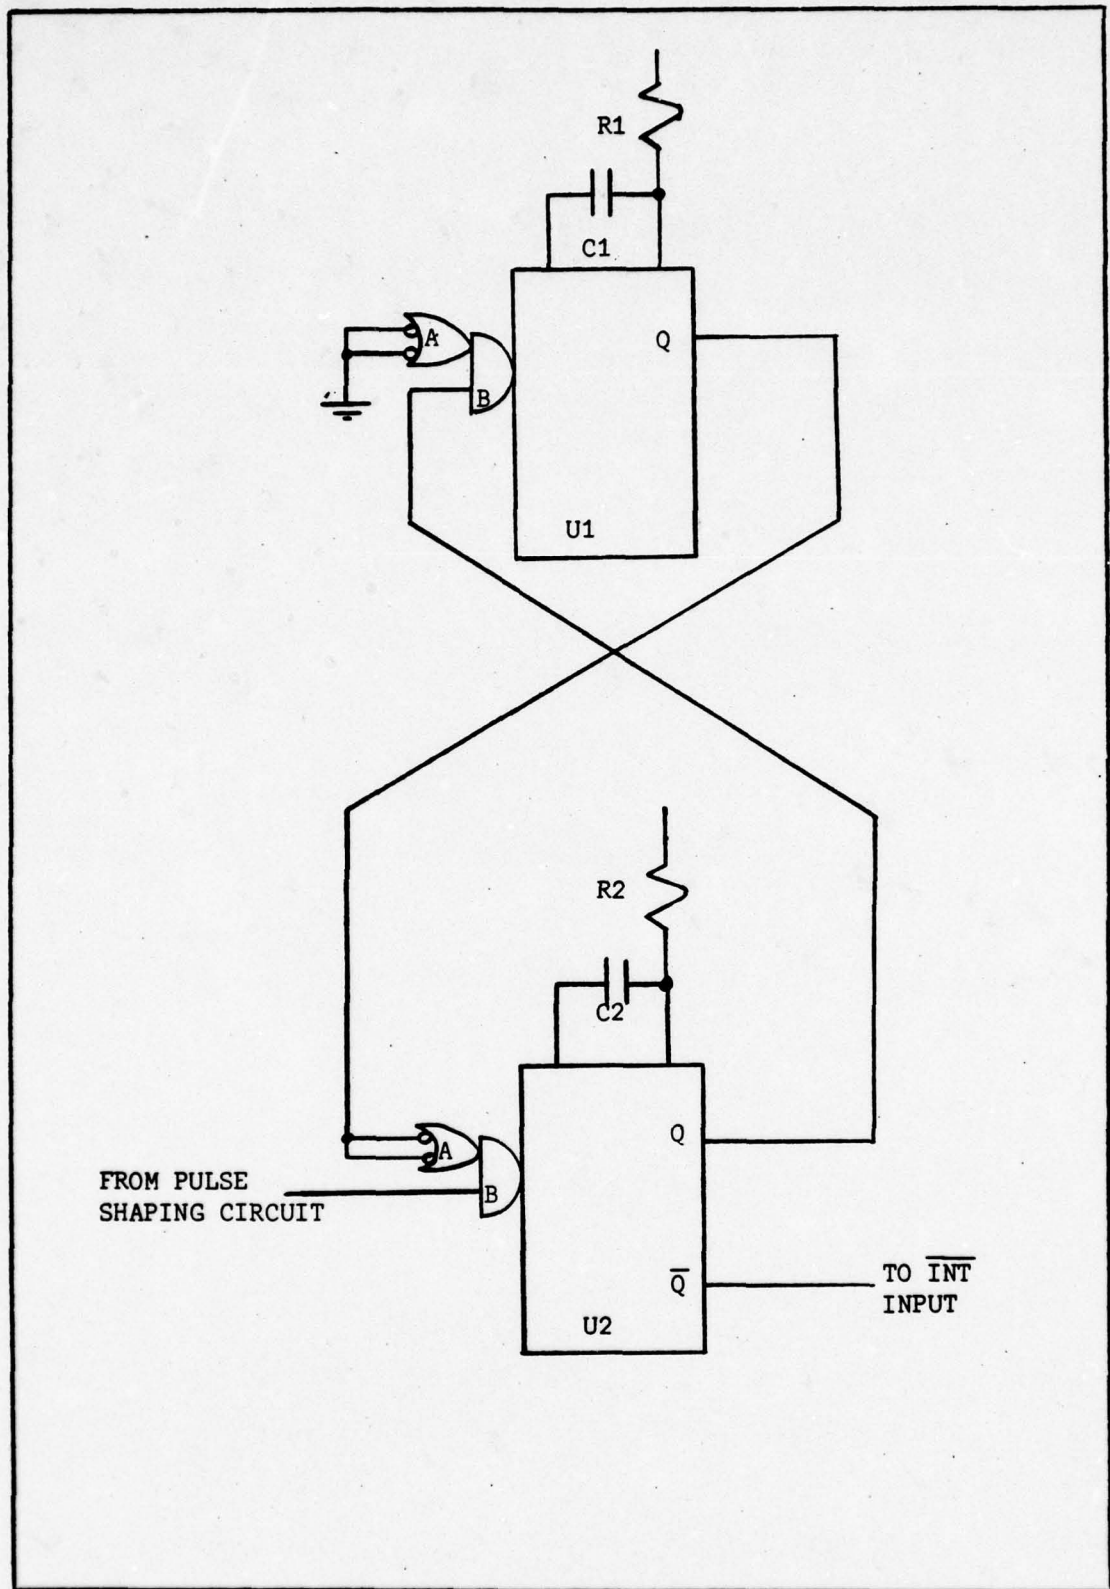 R1
C1
A
Q
B
U1
R2
C2
Q
A
FROM PULSE
B
SHAPING CIRCUIT
TO I̅N̅T̅
Q̅
INPUT
U2